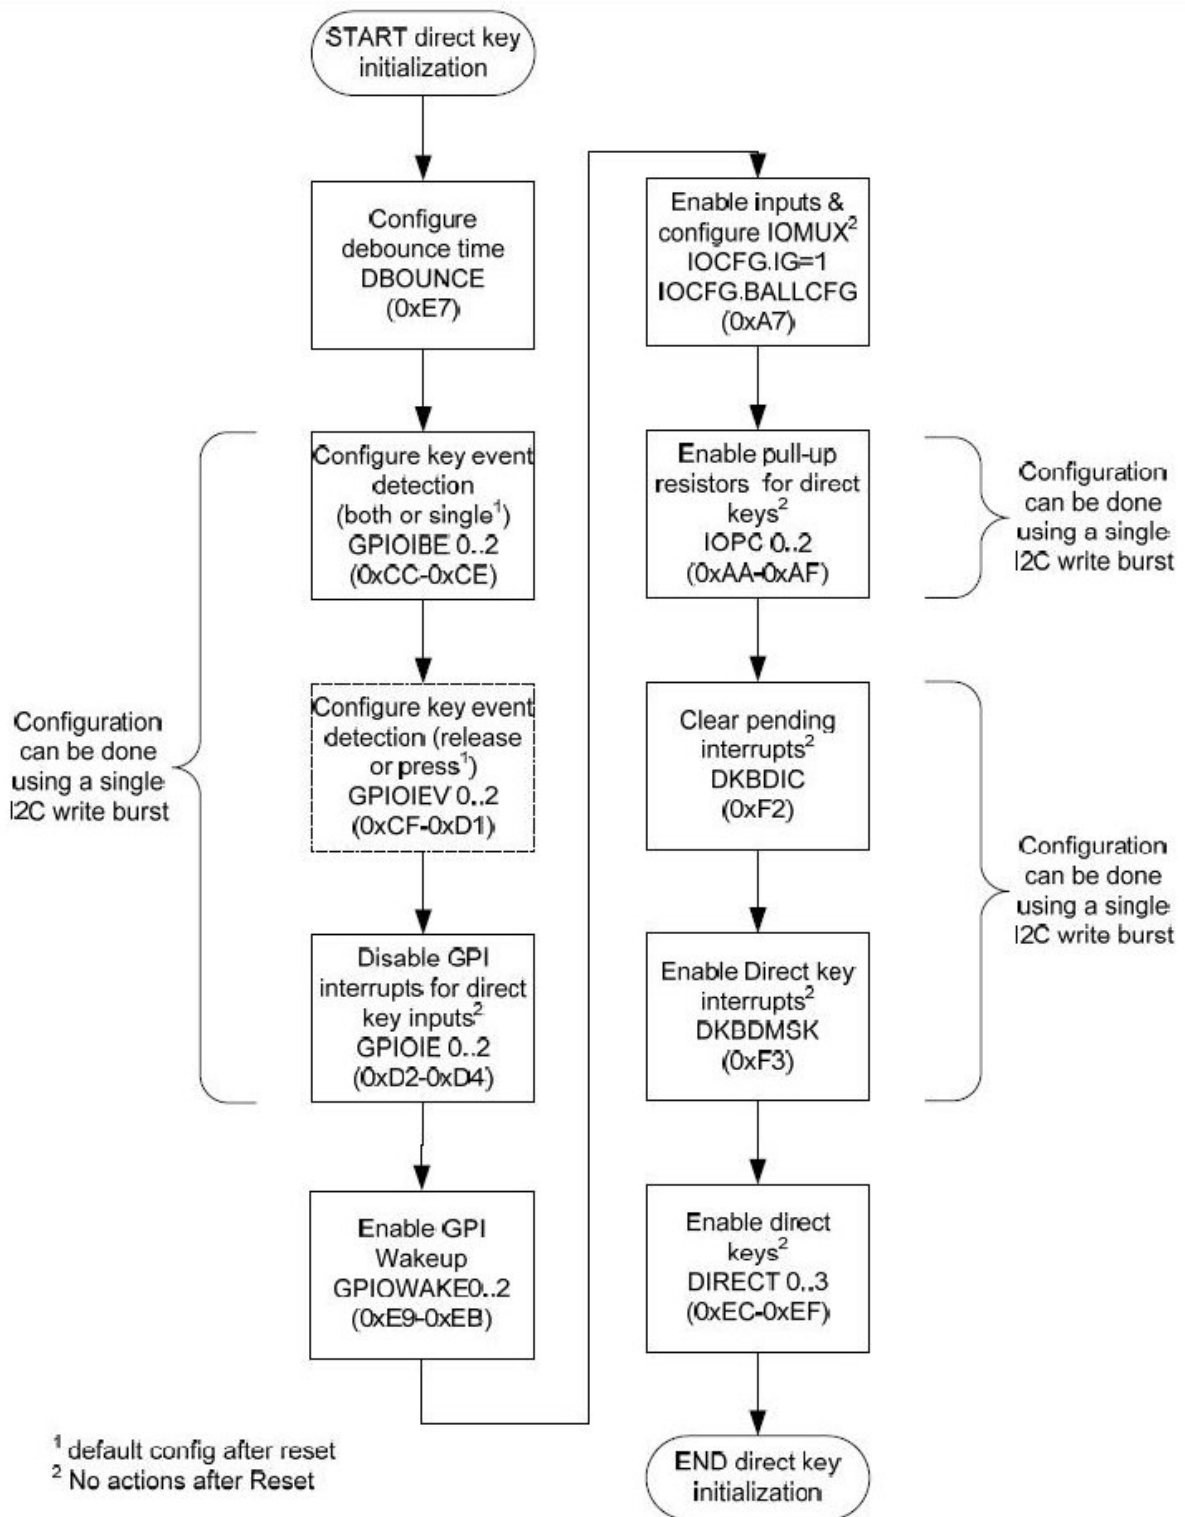 START direct key
initialization
Configure
debounce time
DBOUNCE
(0xE7)
Configure key event
detection
(both or single¹)
GPIOIBE 0..2
(0xCC-0xCE)
Configure key event
detection (release
or press¹)
GPIOIEV 0..2
(0xCF-0xD1)
Disable GPI
interrupts for direct
key inputs²
GPIOIE 0..2
(0xD2-0xD4)
Configuration
can be done
using a single
I2C write burst
Enable GPI
Wakeup
GPIOWAKE0..2
(0xE9-0xEB)
Enable inputs &
configure IOMUX²
IOCFG.IG=1
IOCFG.BALLCFG
(0xA7)
Enable pull-up
resistors for direct
keys²
IOPC 0..2
(0xAA-0xAF)
Configuration
can be done
using a single
I2C write burst
Clear pending
interrupts²
DKBDIC
(0xF2)
Enable Direct key
interrupts²
DKBDMSK
(0xF3)
Configuration
can be done
using a single
I2C write burst
Enable direct
keys²
DIRECT 0..3
(0xEC-0xEF)
END direct key
initialization
¹ default config after reset
² No actions after Reset